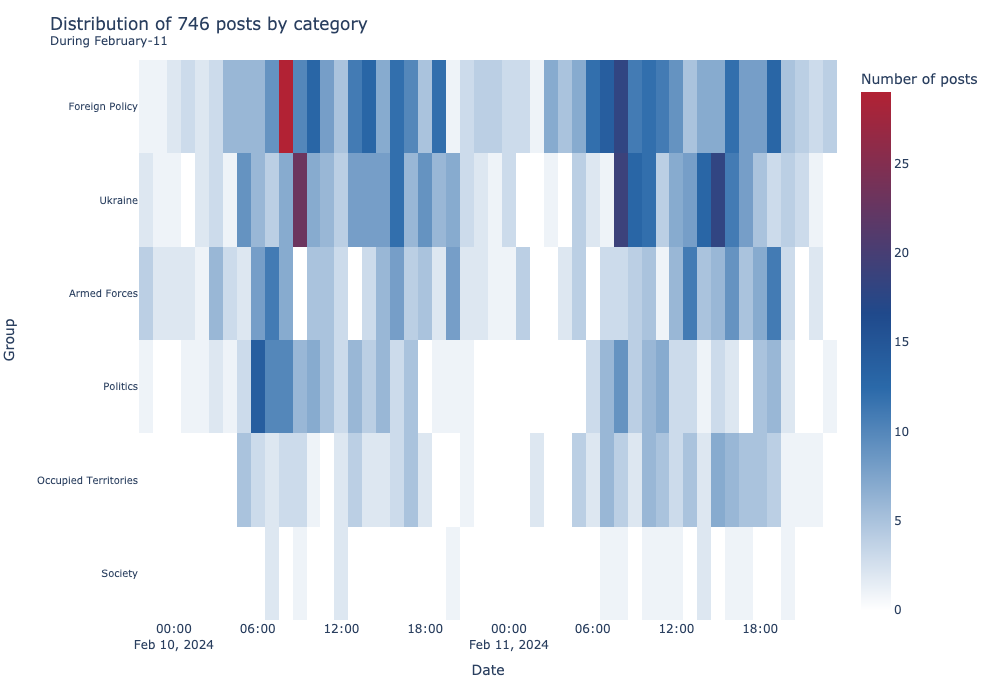 Distribution of 746 posts by category
During February-11
Number of posts
Foreign Policy
Ukraine
Armed Forces
Politics
Occupied Territories
Society
Group
25
20
15
10
5
0
00:00 06:00 12:00 18:00 00:00 06:00 12:00 18:00
Feb 10, 2024 Feb 11, 2024
Date